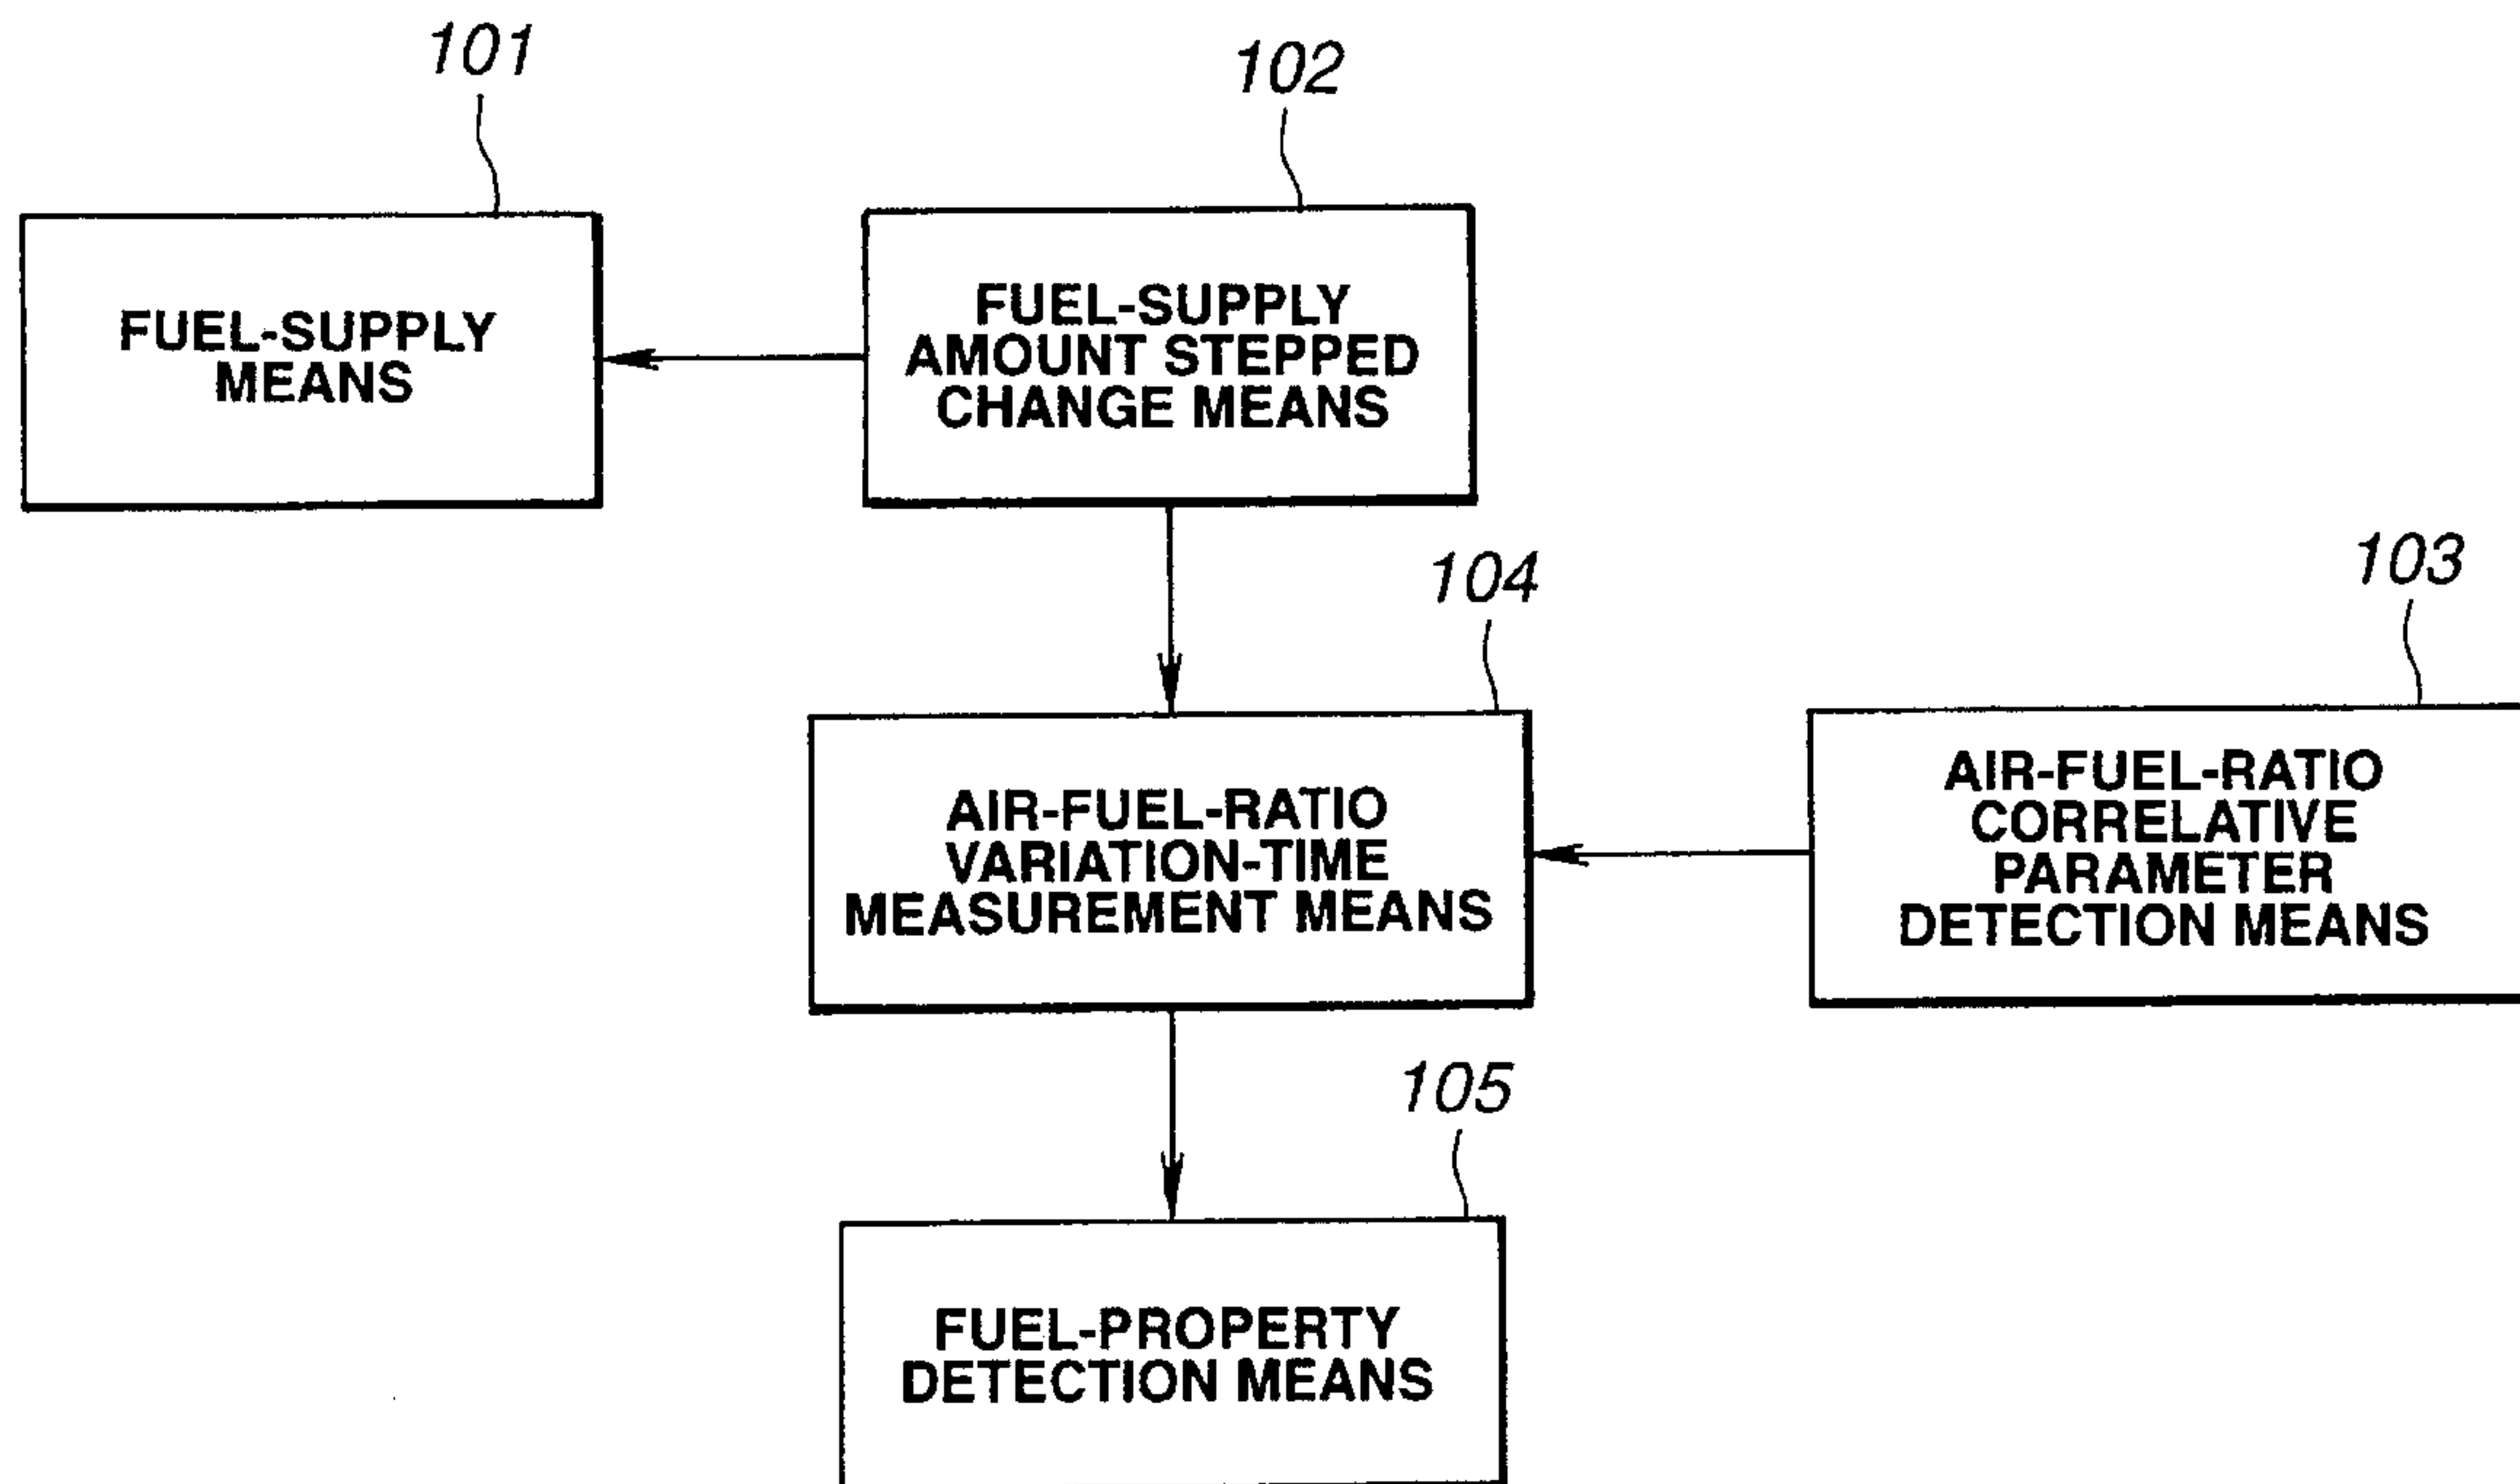 101
FUEL-SUPPLY
MEANS
102
FUEL-SUPPLY
AMOUNT STEPPED
CHANGE MEANS
104
AIR-FUEL-RATIO
VARIATION-TIME
MEASUREMENT MEANS
103
AIR-FUEL-RATIO
CORRELATIVE
PARAMETER
DETECTION MEANS
105
FUEL-PROPERTY
DETECTION MEANS